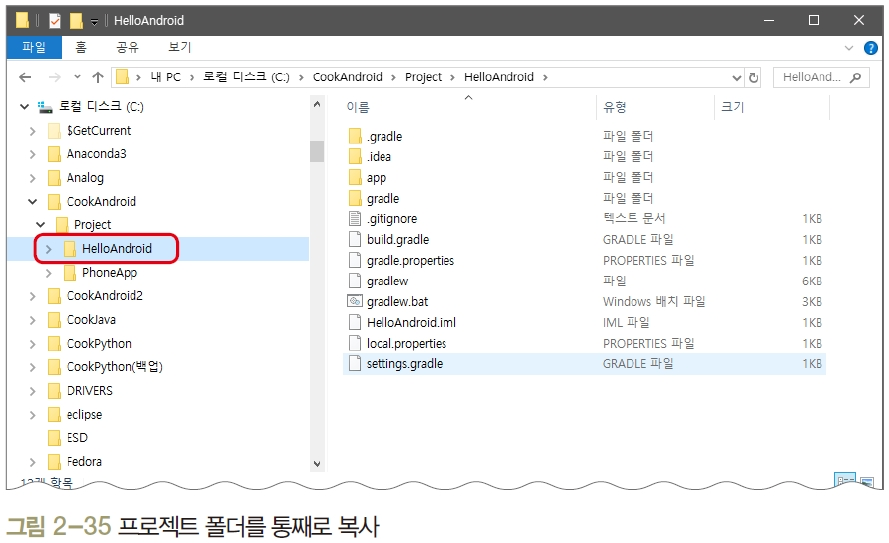 HelloAndroid
파일 홈 공유 보기
내 PC 로컬 디스크 (C:) CookAndroid Project HelloAndroid HelloAnd...
로컬 디스크 (C:)
$GetCurrent
Anaconda3
Analog
CookAndroid
Project
HelloAndroid
PhoneApp
CookAndroid2
CookJava
CookPython
CookPython(백업)
DRIVERS
eclipse
ESD
Fedora
이름 유형 크기
.gradle 파일 폴더
.idea 파일 폴더
app 파일 폴더
gradle 파일 폴더
.gitignore 텍스트 문서 1KB
build.gradle GRADLE 파일 1KB
gradle.properties PROPERTIES 파일 1KB
gradlew 파일 6KB
gradlew.bat Windows 배치 파일 3KB
HelloAndroid.iml IML 파일 1KB
local.properties PROPERTIES 파일 1KB
settings.gradle GRADLE 파일 1KB
12개 항목
그림 2-35 프로젝트 폴더를 통째로 복사